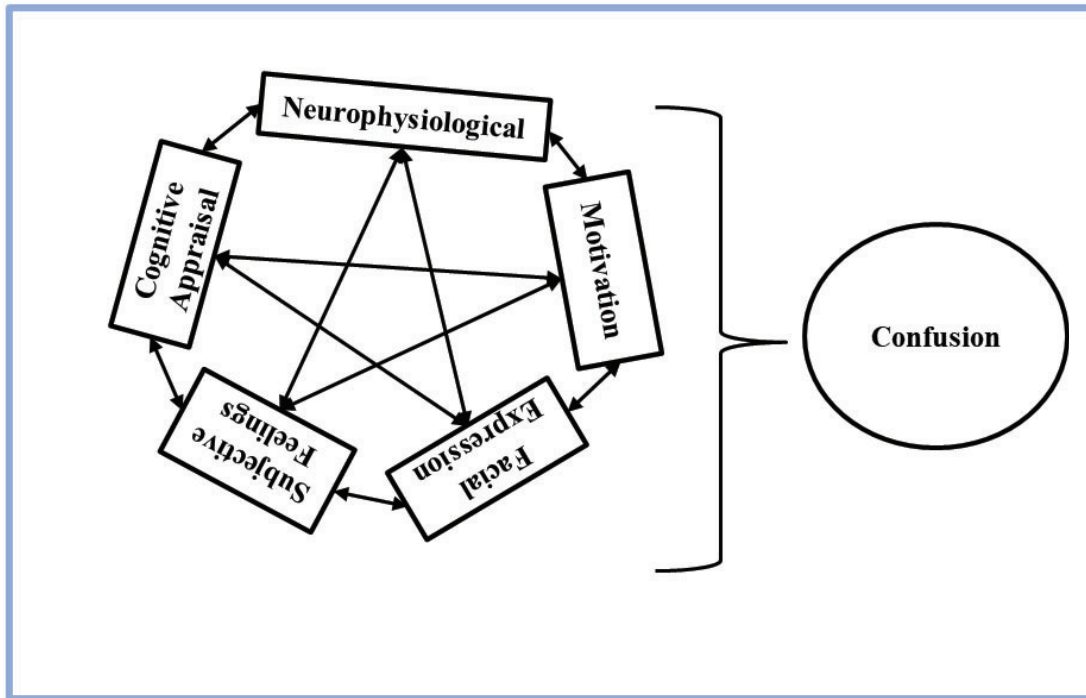 Neurophysiological
Motivation
Facial
Expression
Subjective
Feelings
Cognitive
Appraisal
Confusion